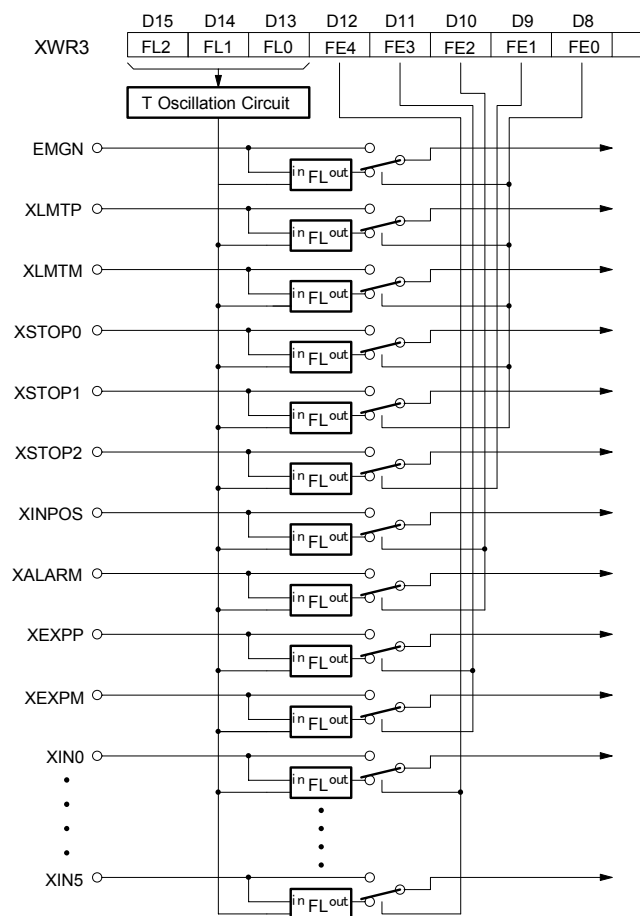 D15 D14 D13 D12 D11 D10 D9 D8
XWR3 FL2 FL1 FL0 FE4 FE3 FE2 FE1 FE0
T Oscillation Circuit
EMGN
in FL out
XLMTP
in FL out
XLMTM
in FL out
XSTOP0
in FL out
XSTOP1
in FL out
XSTOP2
in FL out
XINPOS
in FL out
XALARM
in FL out
XEXPP
in FL out
XEXPM
in FL out
XIN0
in FL out
XIN5
in FL out